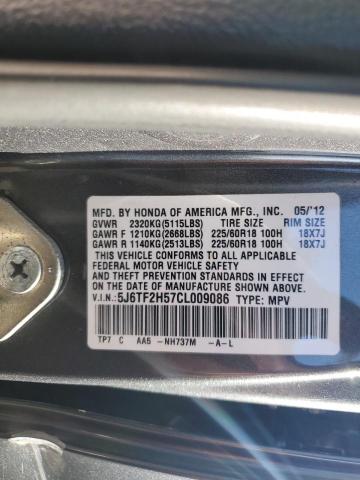 MFD. BY HONDA OF AMERICA MFG., INC. 05/'12
GVWR 2320KG(5115LBS) TIRE SIZE RIM SIZE
GAWR F 1210KG(2668LBS) 225/60R18 100H 18X7J
GAWR R 1140KG(2513LBS) 225/60R18 100H 18X7J
THIS VEHICLE CONFORMS TO ALL APPLICABLE
FEDERAL MOTOR VEHICLE SAFETY AND
THEFT PREVENTION STANDARDS IN EFFECT ON
THE DATE OF MANUFACTURE SHOWN ABOVE.
V.I.N.:5J6TF2H57CL009086 TYPE: MPV
TP7 C AA5 -NH737M -A-L